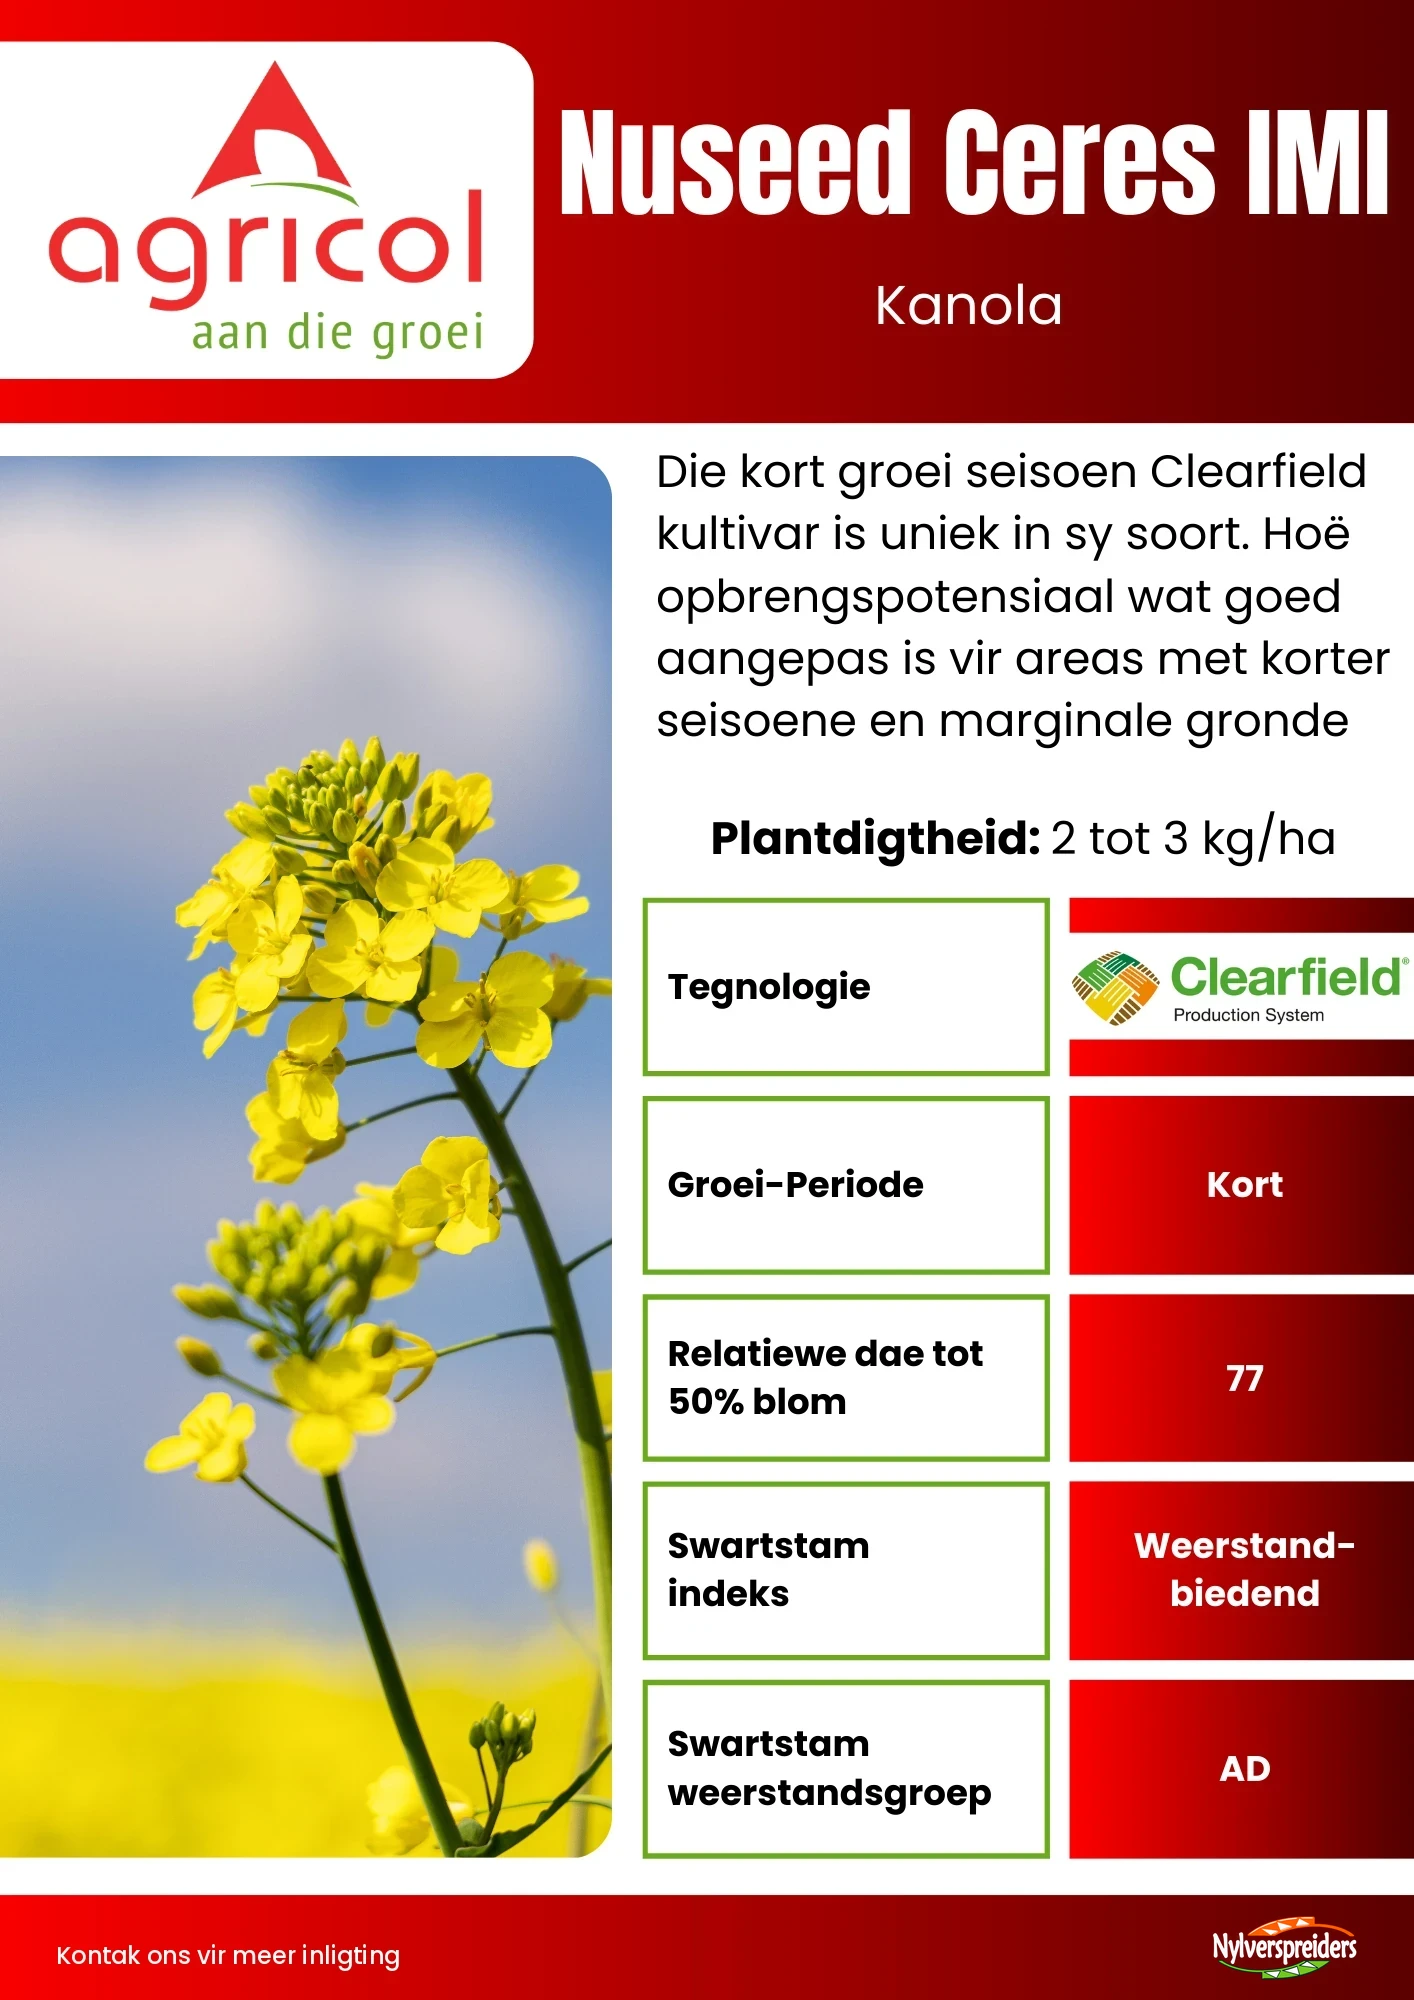 agricol
aan die groei
Nuseed Ceres IMI
Kanola
Die kort groei seisoen Clearfield
kultivar is uniek in sy soort. Hoë
opbrengspotensiaal wat goed
aangepas is vir areas met korter
seisoene en marginale gronde
Plantdigtheid: 2 tot 3 kg/ha
Tegnologie
Clearfield®
Production System
Groei-Periode
Kort
Relatiewe dae tot
50% blom
77
Swartstam
indeks
Weerstand-
biedend
Swartstam
weerstandsgroep
AD
Kontak ons vir meer inligting
Nylverspreiders